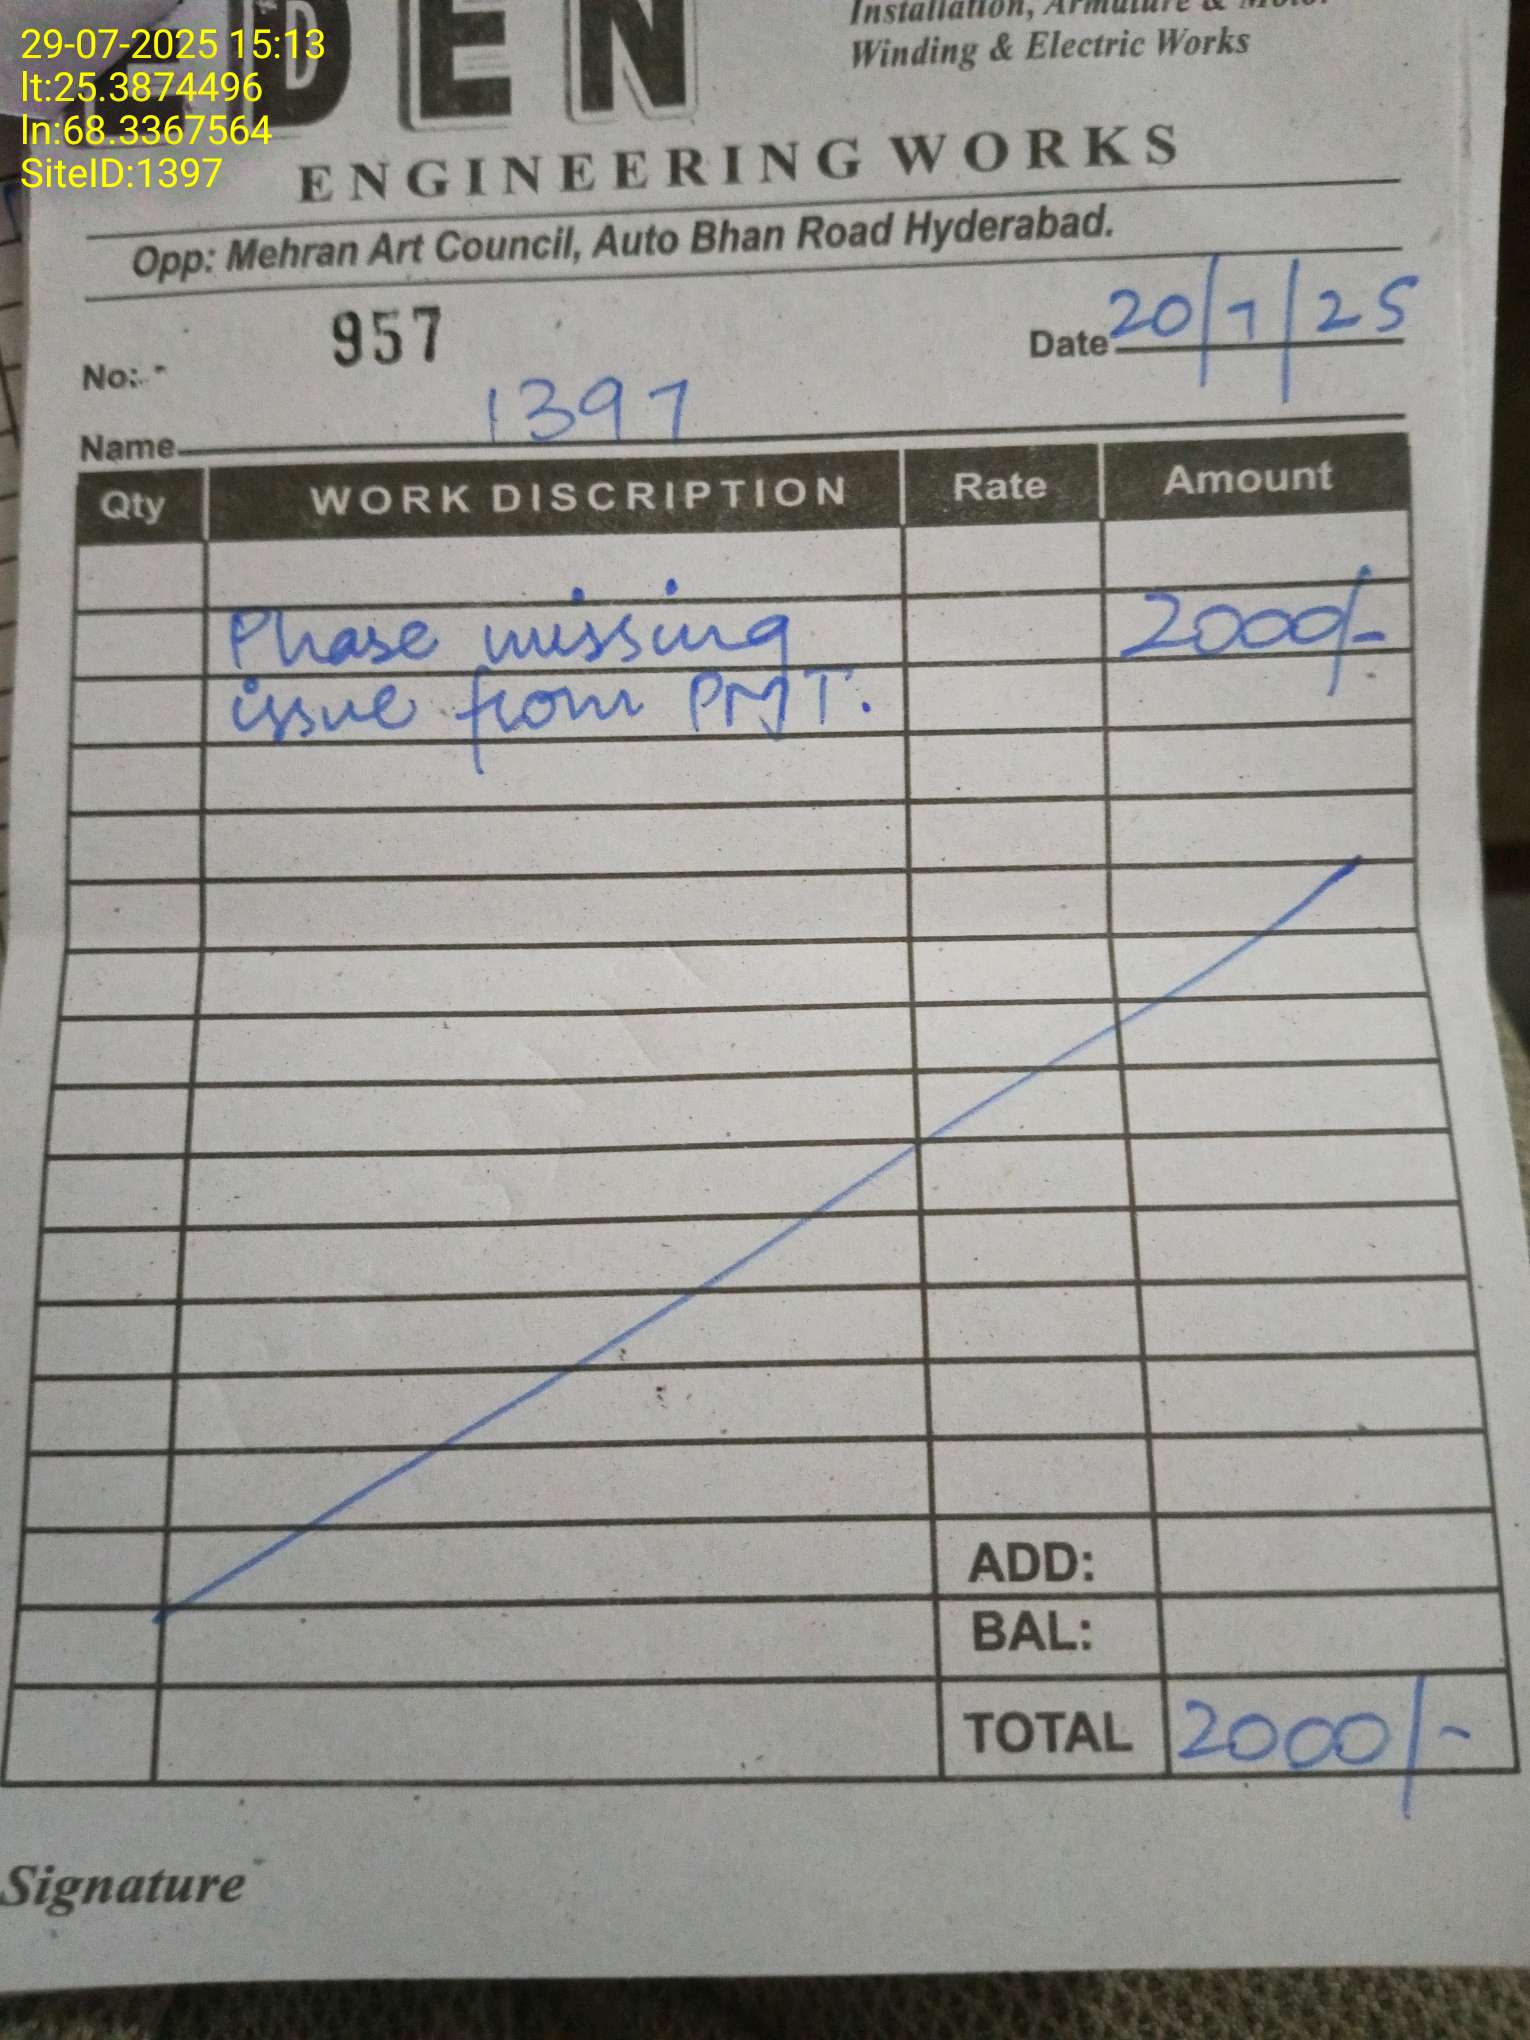 29-07-2025 15:13
lt:25.3874496
ln:68.3367564
SiteID:1397
DEN
Installation, Armature &
Winding & Electric Works
ENGINEERING WORKS
Opp: Mehran Art Council, Auto Bhan Road Hyderabad.
No:- 957 Date 20/7/25
Name 1397
Qty WORK DISCRIPTION Rate Amount
Phase missing 2000/-
issue from PMT.
ADD:
BAL:
TOTAL 2000/-
Signature